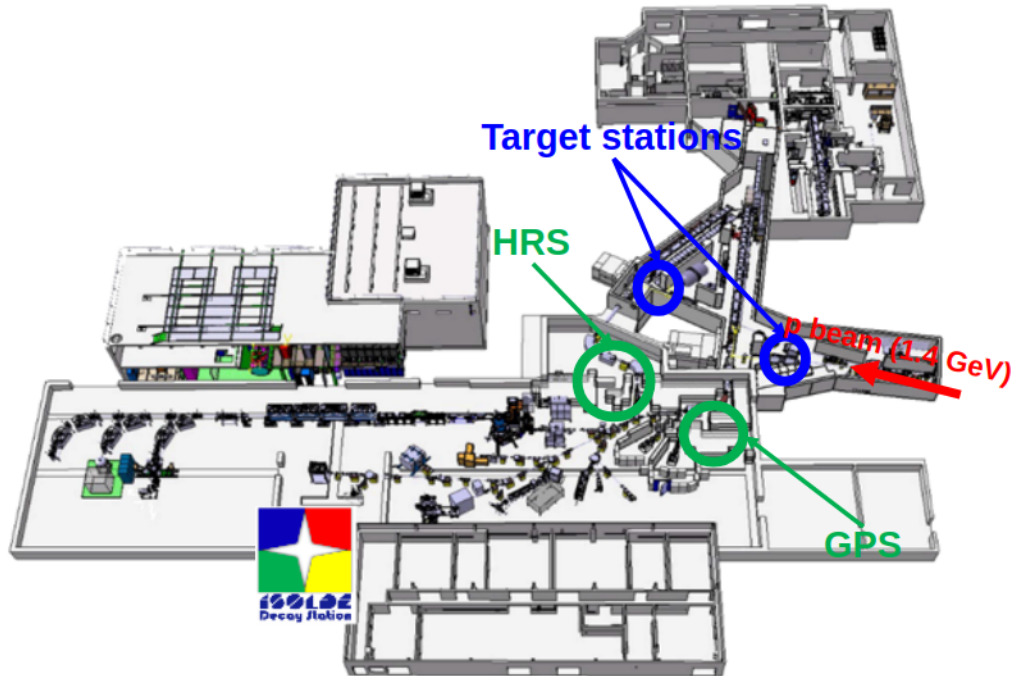 Target stations
HRS
p beam (1.4 GeV)
GPS
ISOLDE
Decay Station